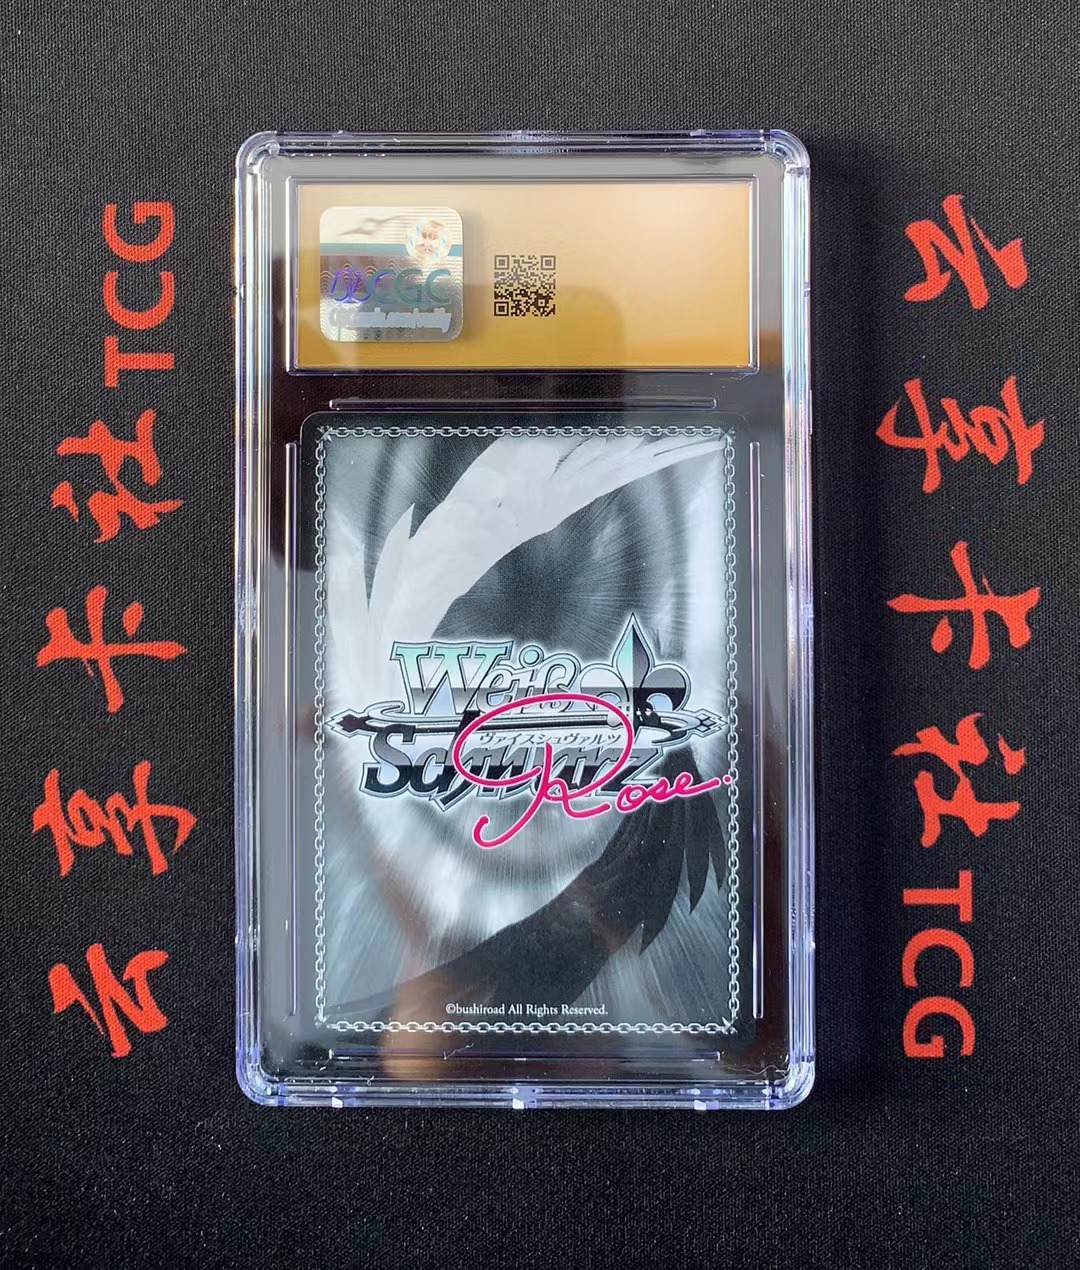 云享卡社TCG
CGC
Weiß
ヴァイスシュヴァルツ
Schwarz
Rose.
©bushiroad All Rights Reserved.
云享卡社TCG